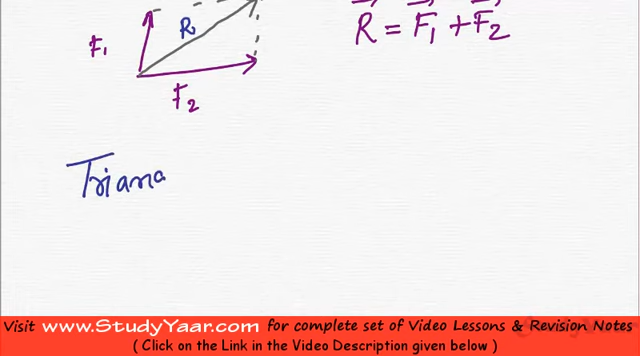 R
F₁
R = F₁ + F₂
F₂
Triang
Visit www.StudyYaar.com for complete set of Video Lessons & Revision Notes
( Click on the Link in the Video Description given below )